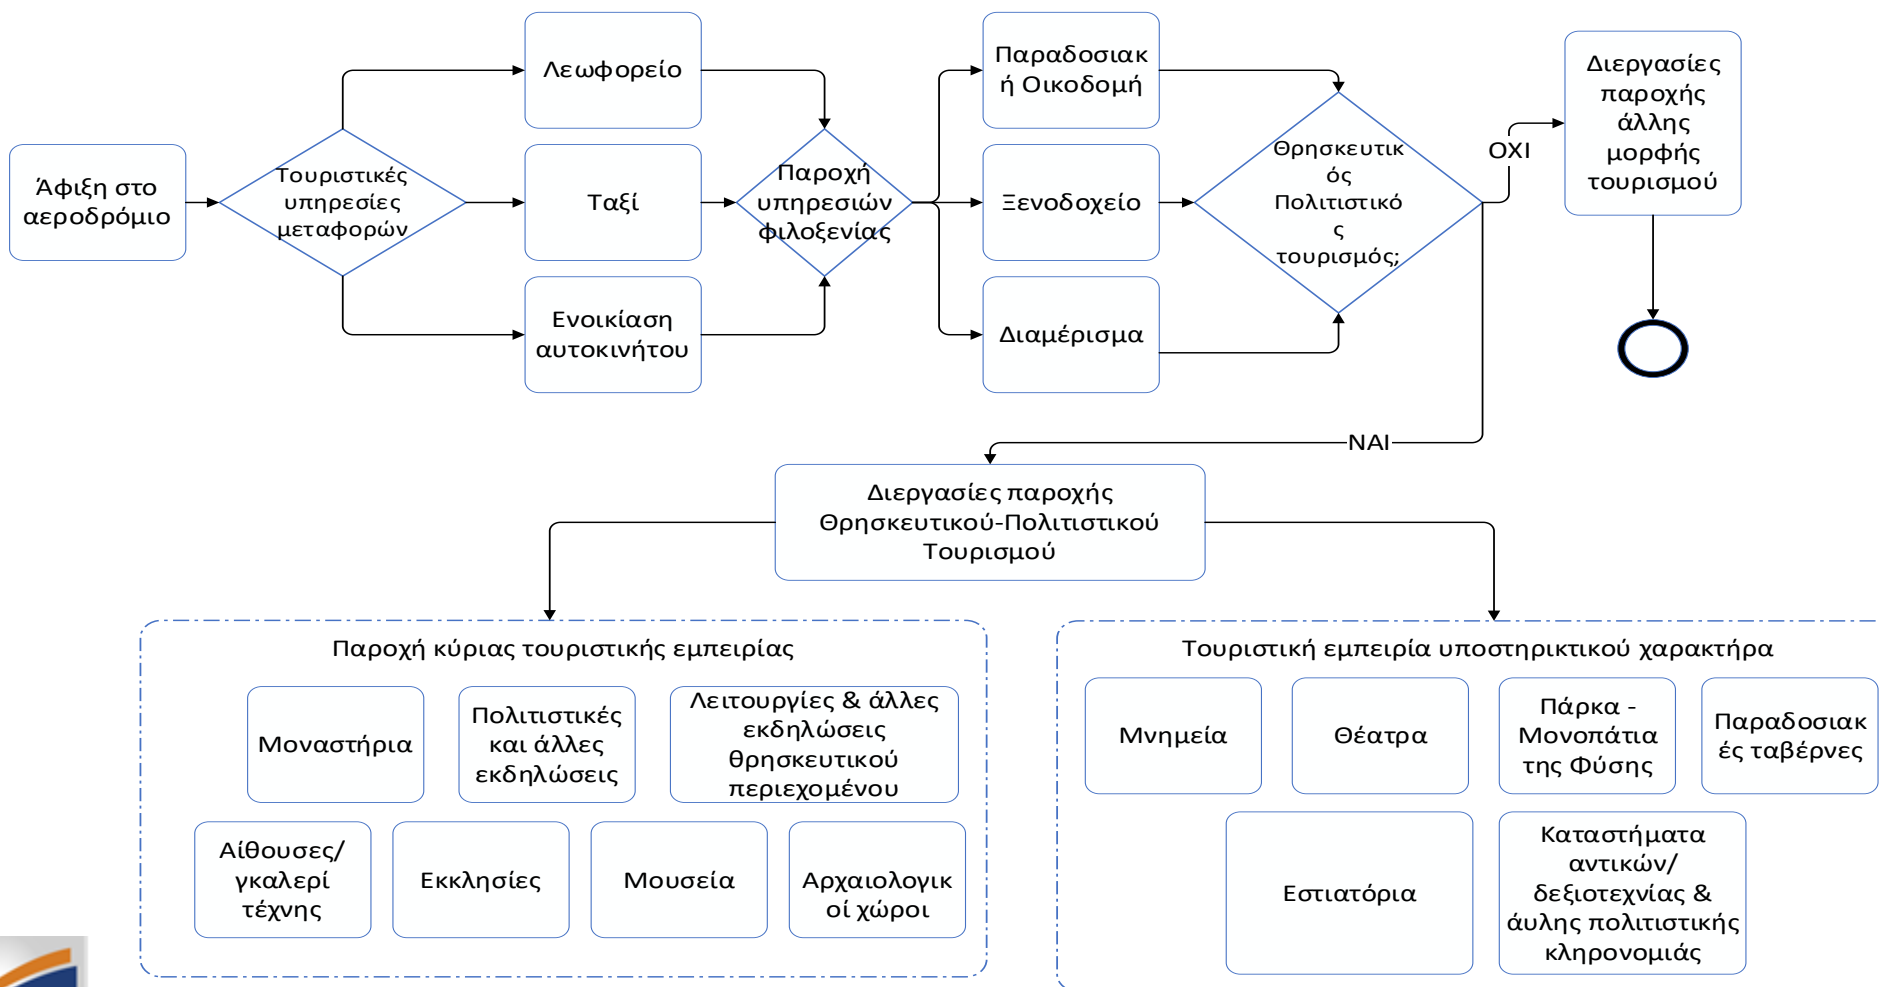 Άφιξη στο
αεροδρόμιο
Τουριστικές
υπηρεσίες
μεταφορών
Λεωφορείο
Ταξί
Ενοικίαση
αυτοκινήτου
Παροχή
υπηρεσιών
φιλοξενίας
Παραδοσιακ
ή Οικοδομή
Ξενοδοχείο
Διαμέρισμα
Θρησκευτικ
ός
Πολιτιστικό
ς
τουρισμός;
ΟΧΙ
Διεργασίες
παροχής
άλλης
μορφής
τουρισμού
ΝΑΙ
Διεργασίες παροχής
Θρησκευτικού-Πολιτιστικού
Τουρισμού
Παροχή κύριας τουριστικής εμπειρίας
Μοναστήρια
Πολιτιστικές
και άλλες
εκδηλώσεις
Λειτουργίες & άλλες
εκδηλώσεις
θρησκευτικού
περιεχομένου
Αίθουσες/
γκαλερί
τέχνης
Εκκλησίες
Μουσεία
Αρχαιολογικ
οί χώροι
Τουριστική εμπειρία υποστηρικτικού χαρακτήρα
Μνημεία
Θέατρα
Πάρκα -
Μονοπάτια
της Φύσης
Παραδοσιακ
ές ταβέρνες
Εστιατόρια
Καταστήματα
αντικών/
δεξιοτεχνίας &
άυλης πολιτιστικής
κληρονομιάς